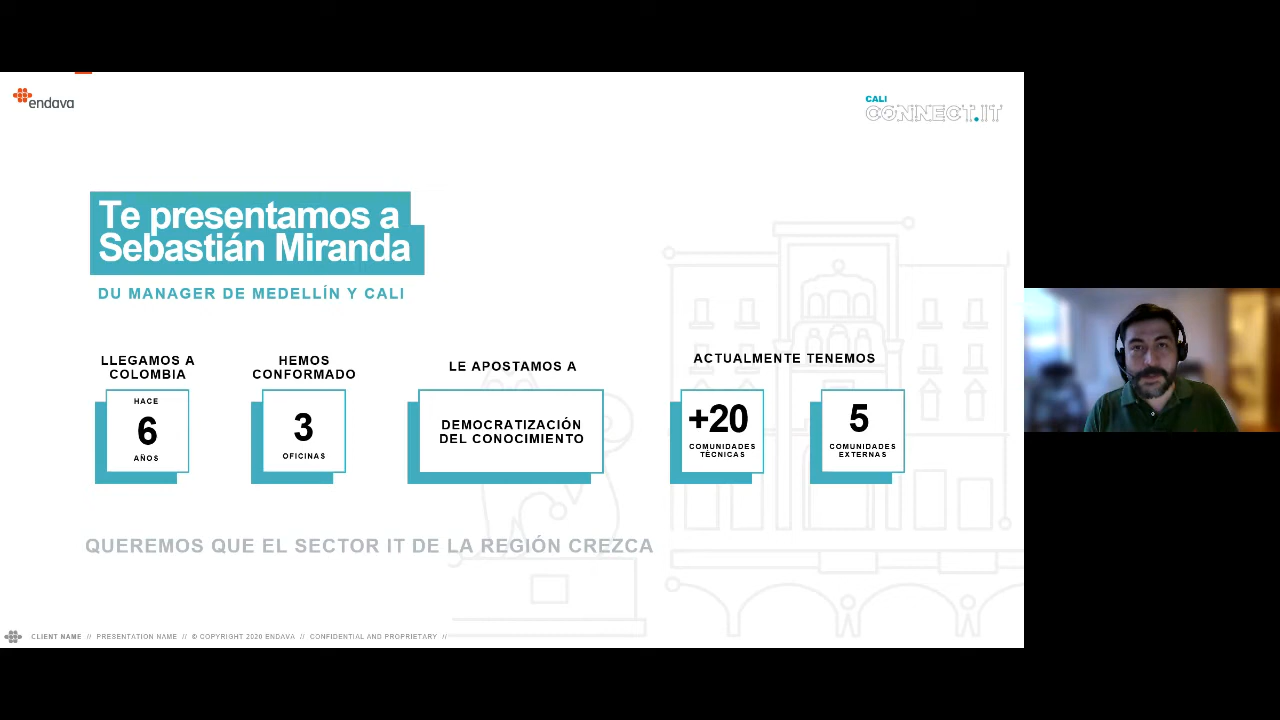 endava
CALI
CONNECT.IT
Te presentamos a
Sebastián Miranda
DU MANAGER DE MEDELLÍN Y CALI
LLEGAMOS A
COLOMBIA
HACE
6
AÑOS
HEMOS
CONFORMADO
3
OFICINAS
LE APOSTAMOS A
DEMOCRATIZACIÓN
DEL CONOCIMIENTO
ACTUALMENTE TENEMOS
+20
COMUNIDADES
TÉCNICAS
5
COMUNIDADES
EXTERNAS
QUEREMOS QUE EL SECTOR IT DE LA REGIÓN CREZCA
CLIENT NAME // PRESENTATION NAME // © COPYRIGHT 2020 ENDAVA // CONFIDENTIAL AND PROPRIETARY //